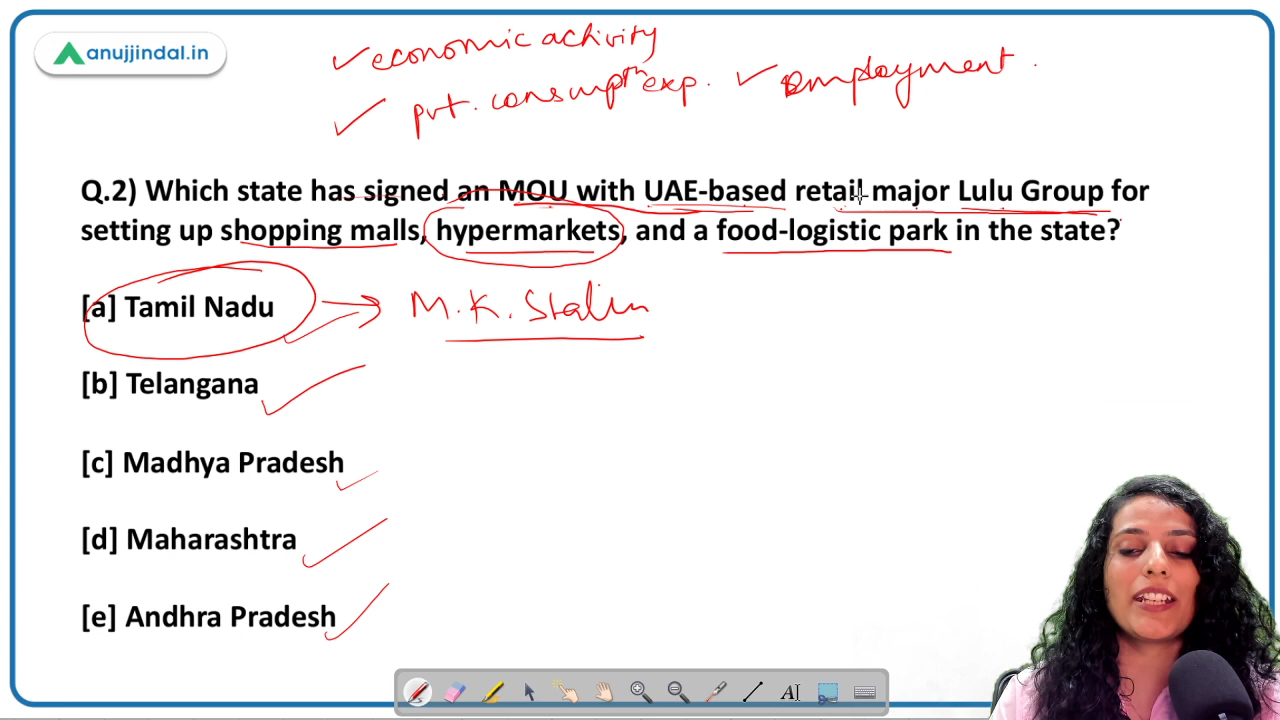 anujjindal.in
economic activity
pvt. consumpth exp. employment.
Q.2) Which state has signed an MOU with UAE-based retail major Lulu Group for
setting up shopping malls, hypermarkets, and a food-logistic park in the state?
[a] Tamil Nadu → M.K. Stalin
[b] Telangana
[c] Madhya Pradesh
[d] Maharashtra
[e] Andhra Pradesh
AI